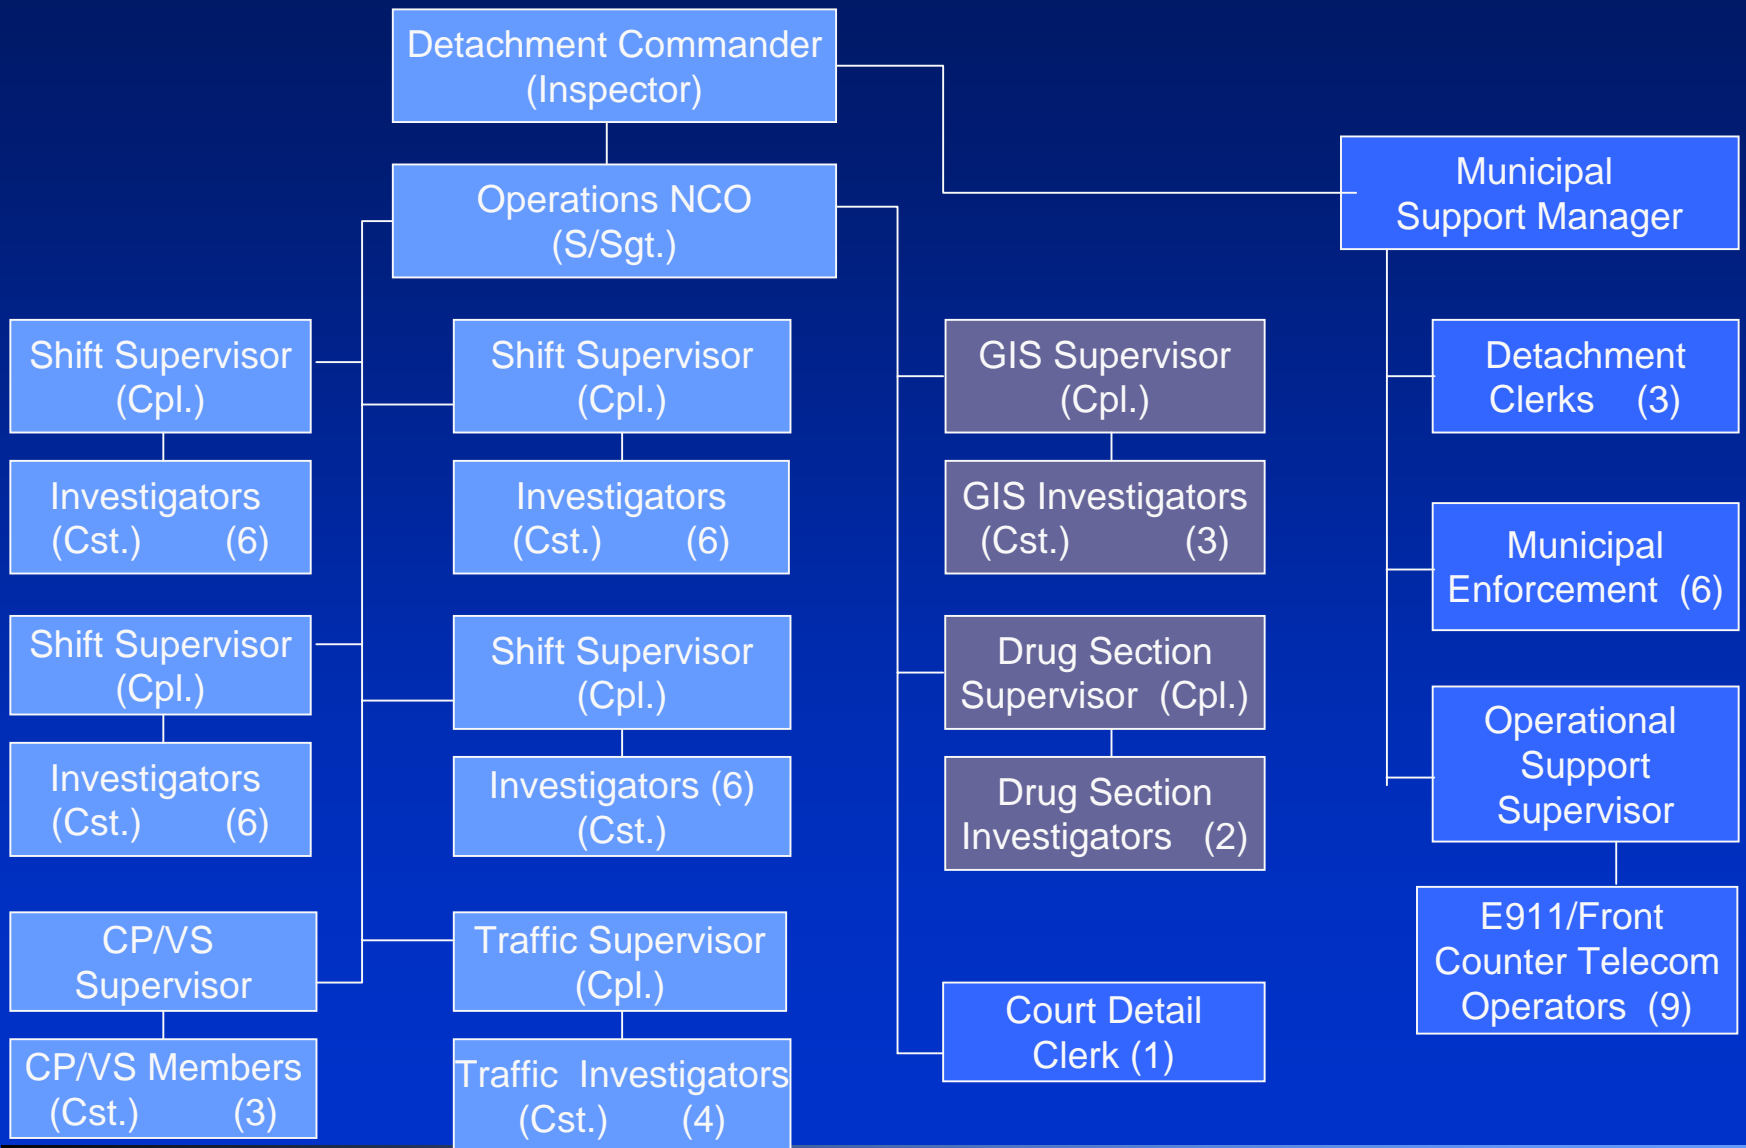 Detachment Commander
(Inspector)
Operations NCO
(S/Sgt.)
Municipal
Support Manager
Shift Supervisor
(Cpl.)
Investigators
(Cst.) (6)
Shift Supervisor
(Cpl.)
Investigators
(Cst.) (6)
GIS Supervisor
(Cpl.)
GIS Investigators
(Cst.) (3)
Detachment
Clerks (3)
Municipal
Enforcement (6)
Shift Supervisor
(Cpl.)
Investigators
(Cst.) (6)
Shift Supervisor
(Cpl.)
Investigators (6)
(Cst.)
Drug Section
Supervisor (Cpl.)
Drug Section
Investigators (2)
Operational
Support
Supervisor
E911/Front
Counter Telecom
Operators (9)
CP/VS
Supervisor
CP/VS Members
(Cst.) (3)
Traffic Supervisor
(Cpl.)
Traffic Investigators
(Cst.) (4)
Court Detail
Clerk (1)